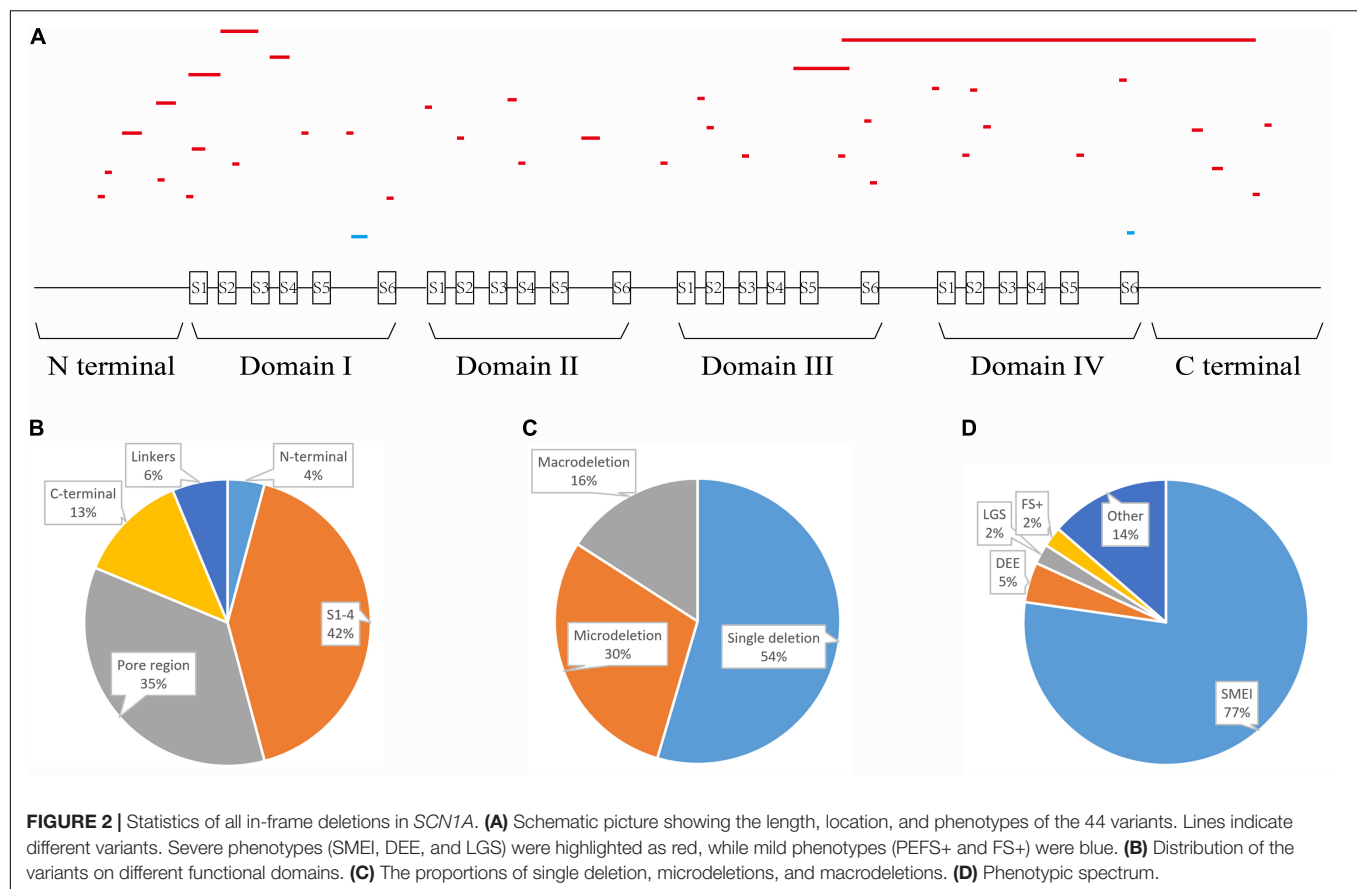 A
S1 S2 S3 S4 S5 S6 S1 S2 S3 S4 S5 S6 S1 S2 S3 S4 S5 S6 S1 S2 S3 S4 S5 S6
N terminal Domain I Domain II Domain III Domain IV C terminal
B
Linkers
6%
N-terminal
4%
C-terminal
13%
S1-4
42%
Pore region
35%
C
Macrodeletion
16%
Microdeletion
30%
Single deletion
54%
D
LGS
2%
FS+
2%
Other
14%
DEE
5%
SMEI
77%
FIGURE 2 | Statistics of all in-frame deletions in SCN1A. (A) Schematic picture showing the length, location, and phenotypes of the 44 variants. Lines indicate
different variants. Severe phenotypes (SMEI, DEE, and LGS) were highlighted as red, while mild phenotypes (PEFS+ and FS+) were blue. (B) Distribution of the
variants on different functional domains. (C) The proportions of single deletion, microdeletions, and macrodeletions. (D) Phenotypic spectrum.